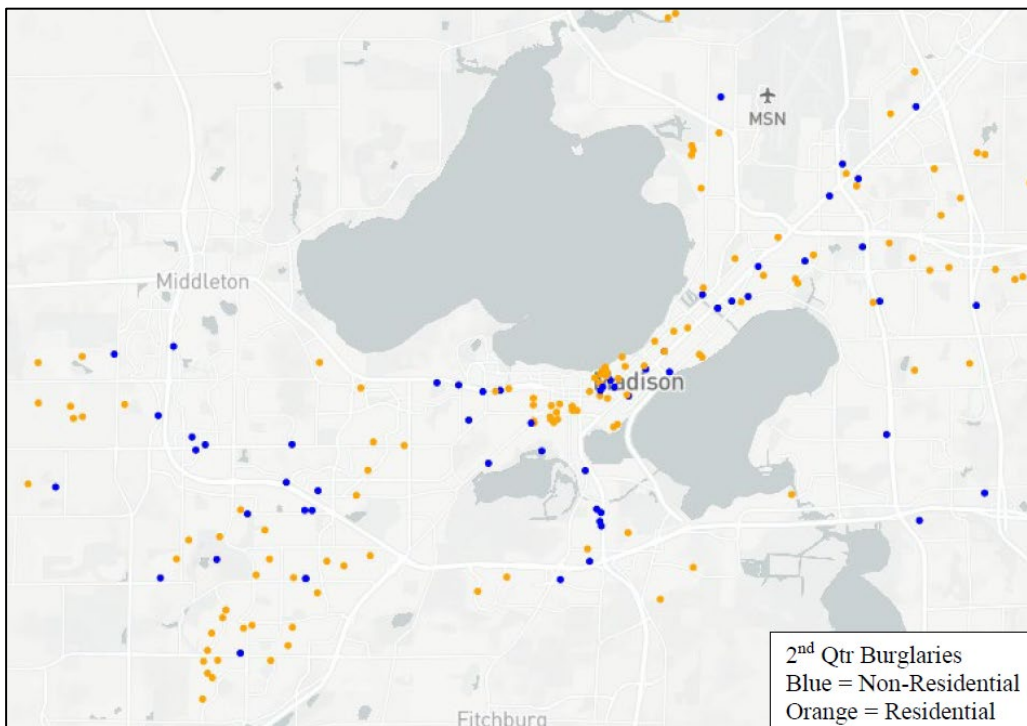 MSN
Middleton
Madison
2nd Qtr Burglaries
Blue = Non-Residential
Orange = Residential
Fitchburg